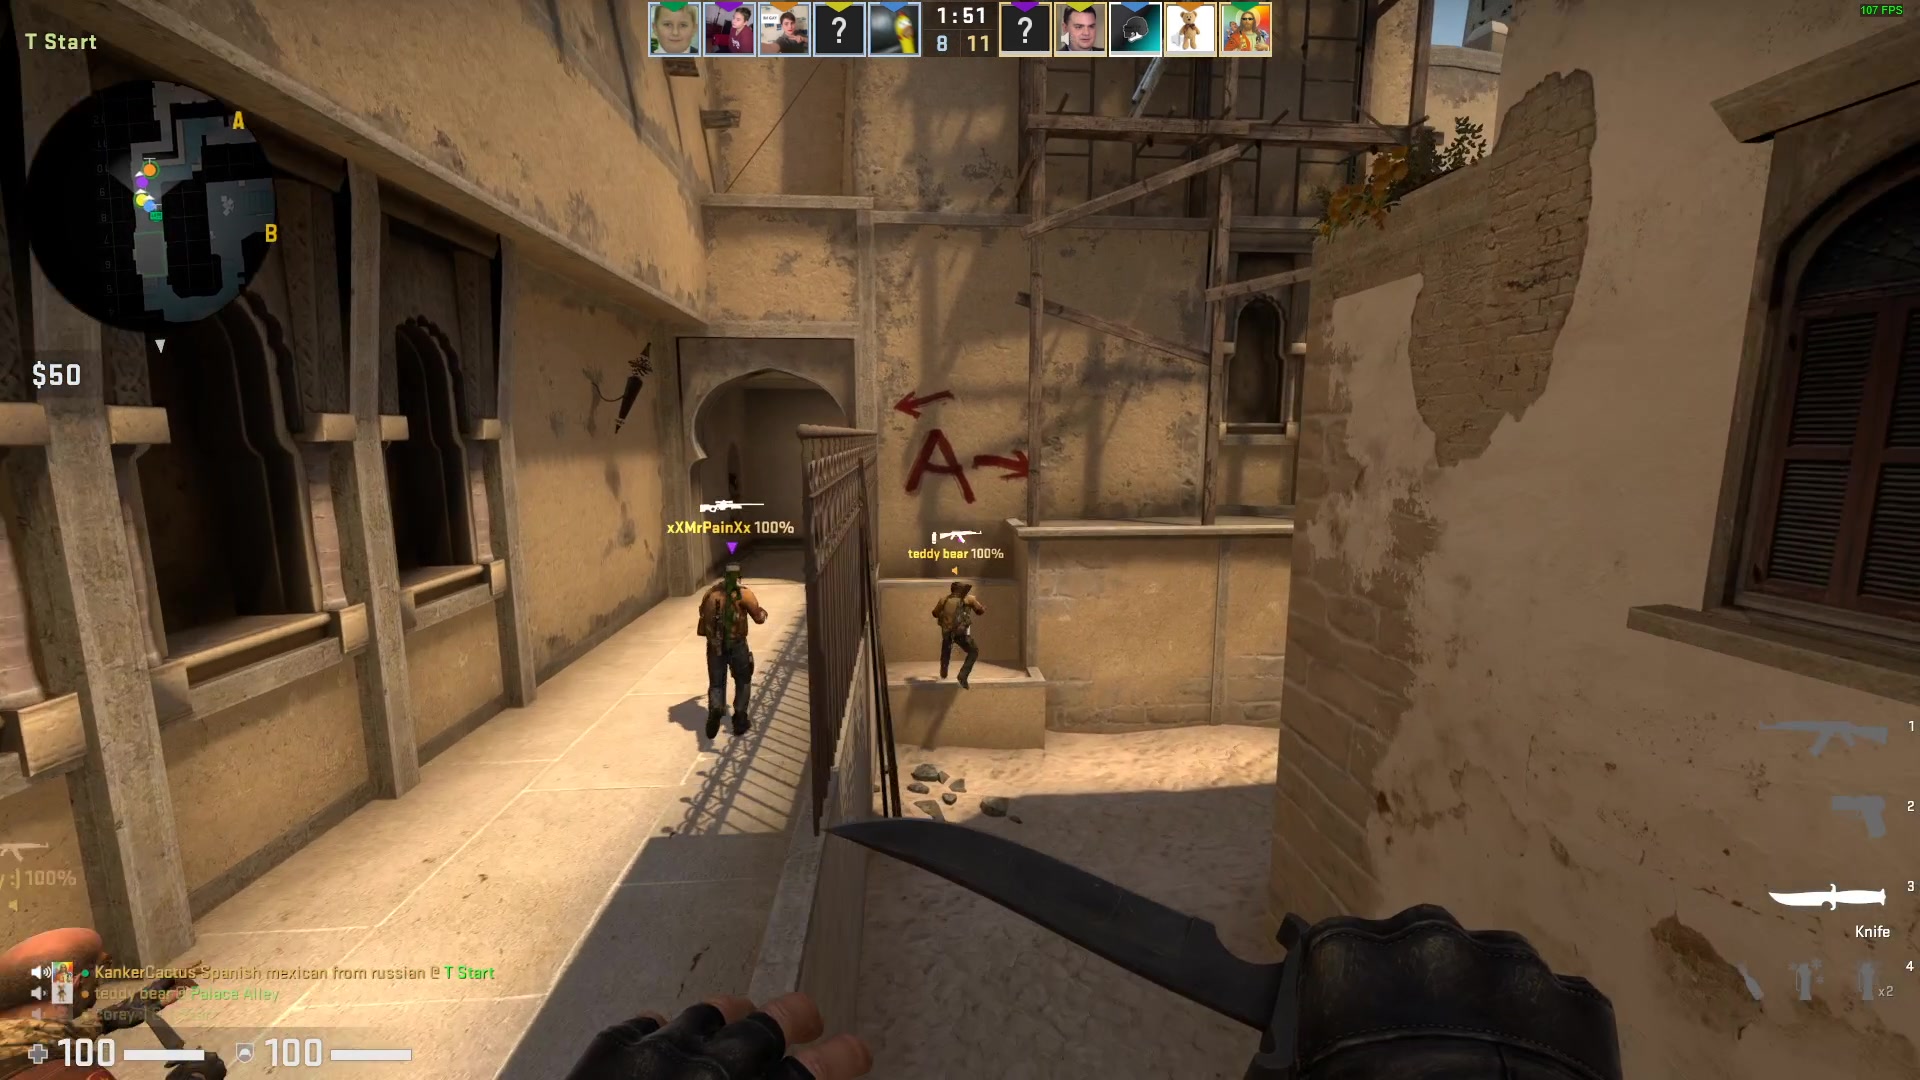 107 FPS
T Start
1:51
?
?
8 11
A
B
$50
A
xXMrPainXx 100%
teddy bear 100%
1
2
:) 100%
3
Knife
4
x2
KankerCactus Spanish mexican from russian @ T Start
teddy bear @ Palace Alley
corey :)
100
100